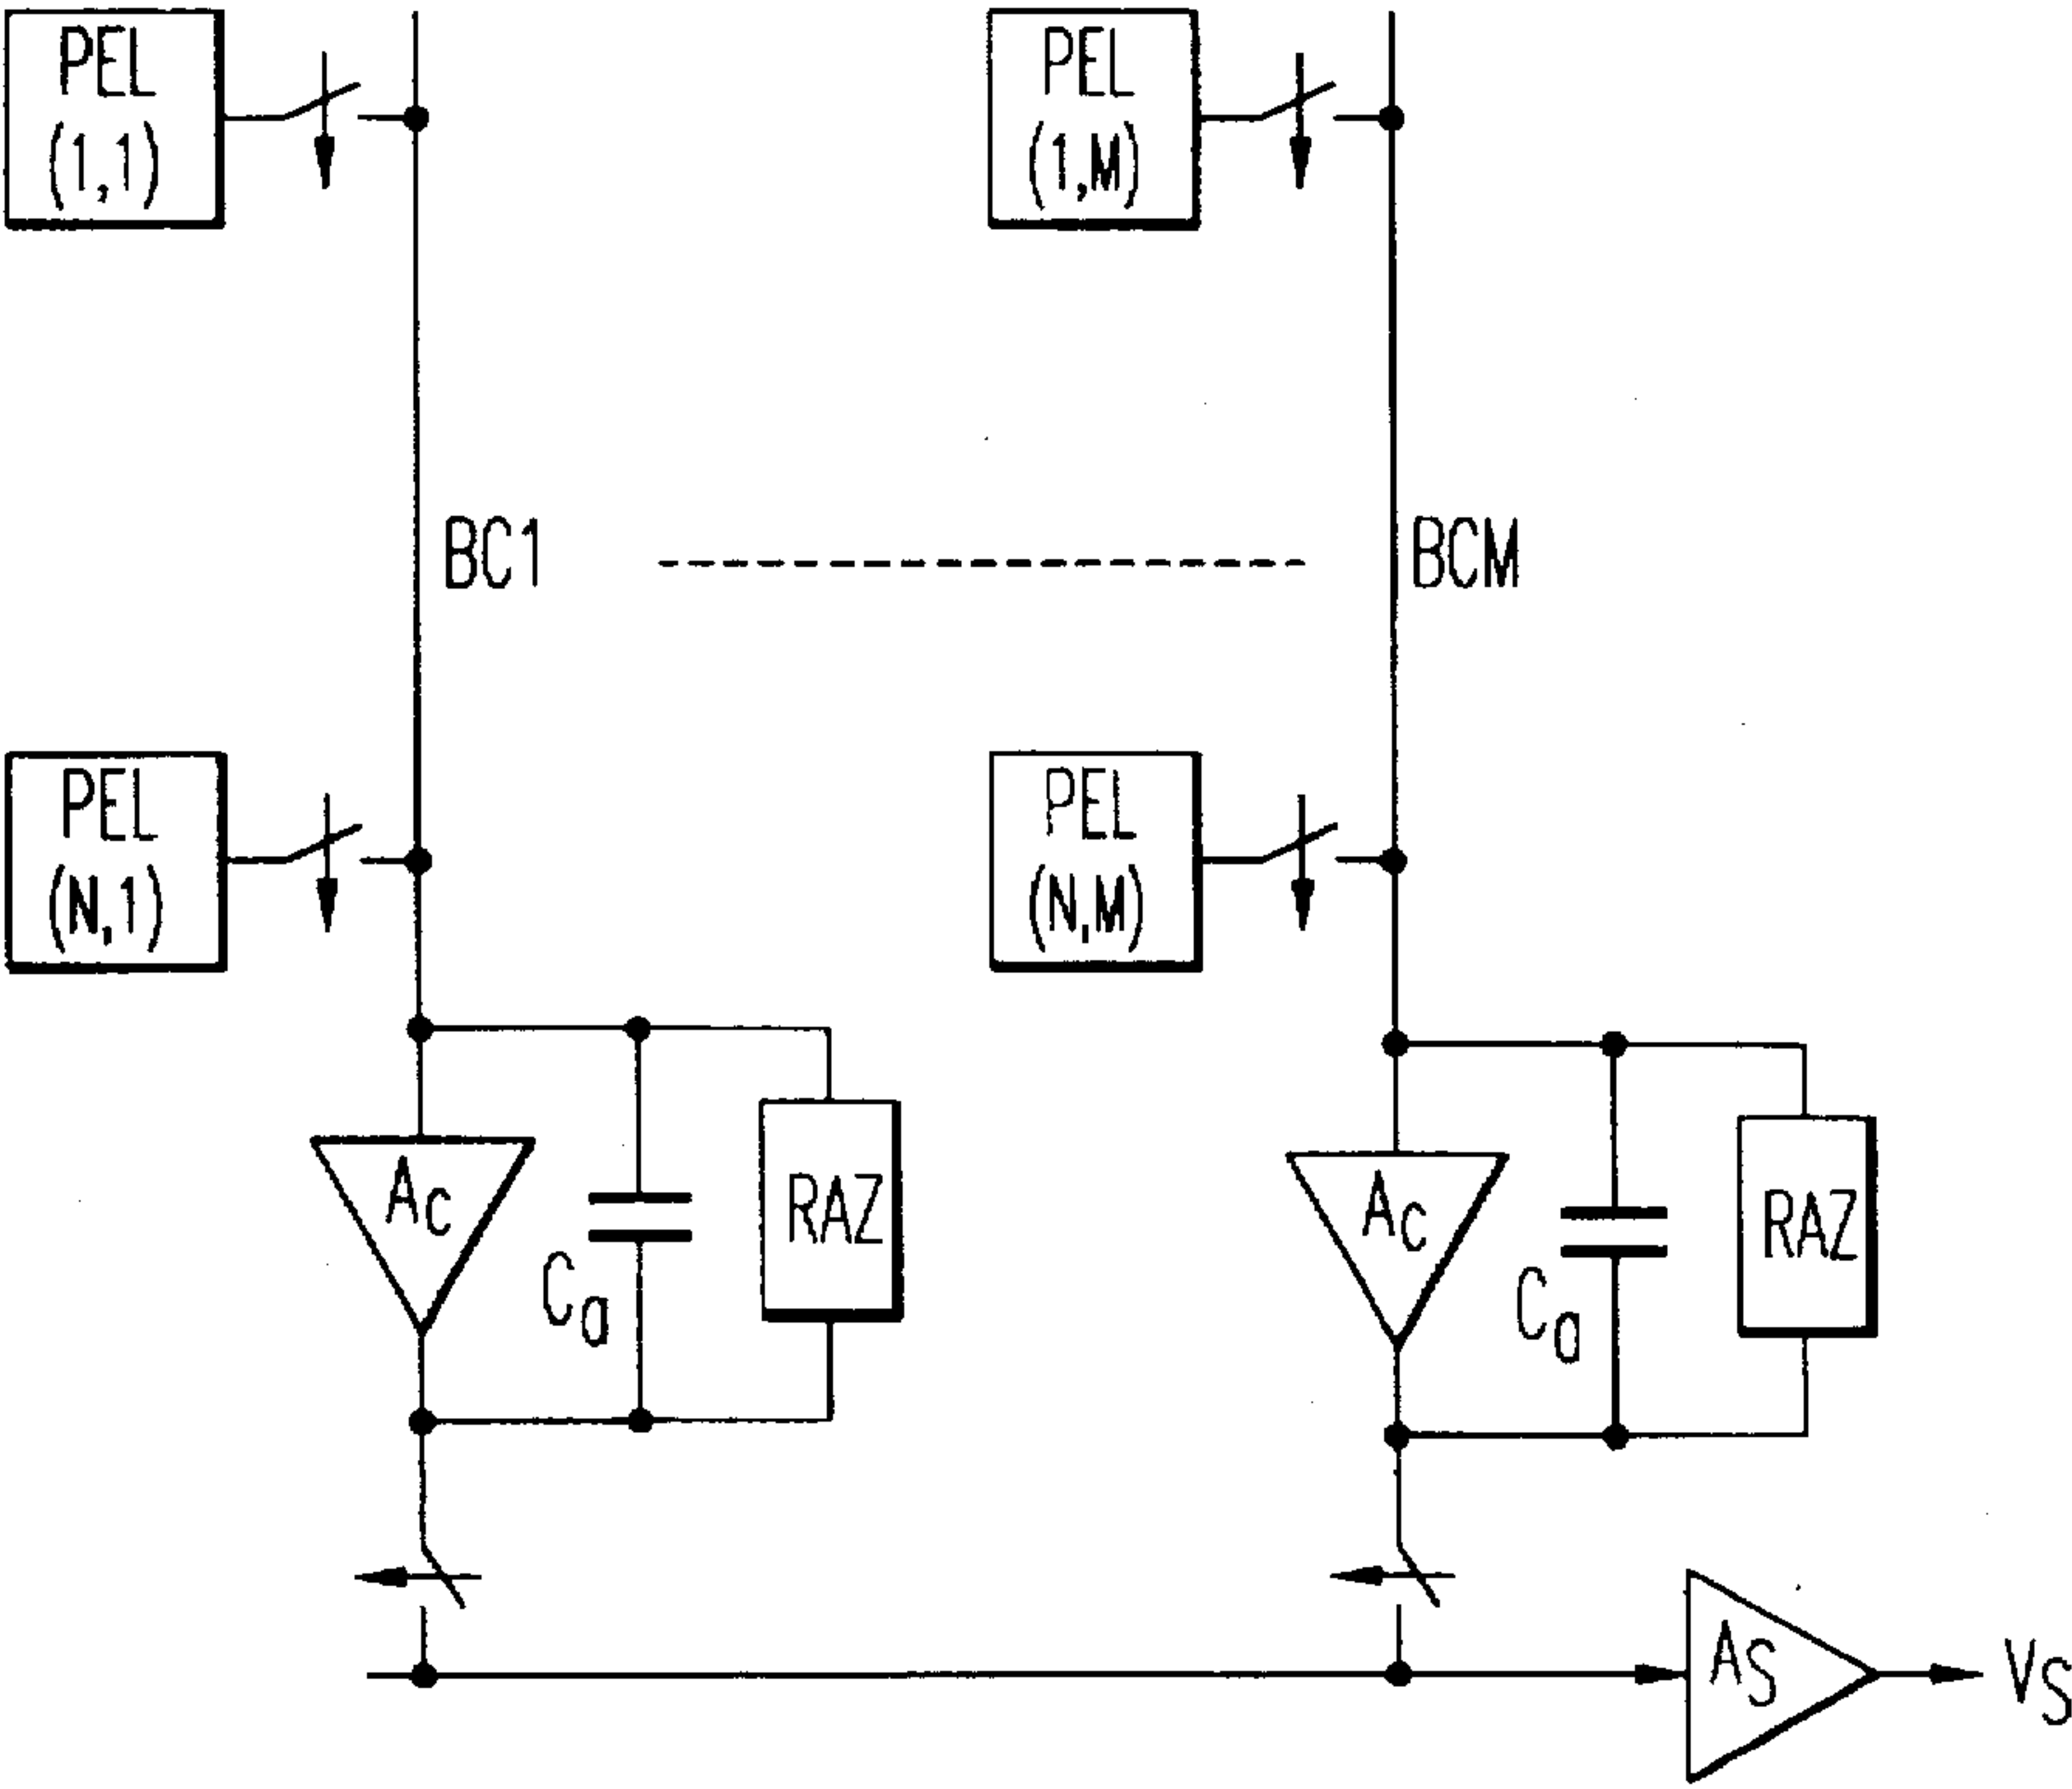 PEL
(1,1)
PEL
(1,M)
BC1
BCM
PEL
(N,1)
PEL
(N,M)
AC
Ca
RAZ
AC
Ca
RAZ
AS
VS